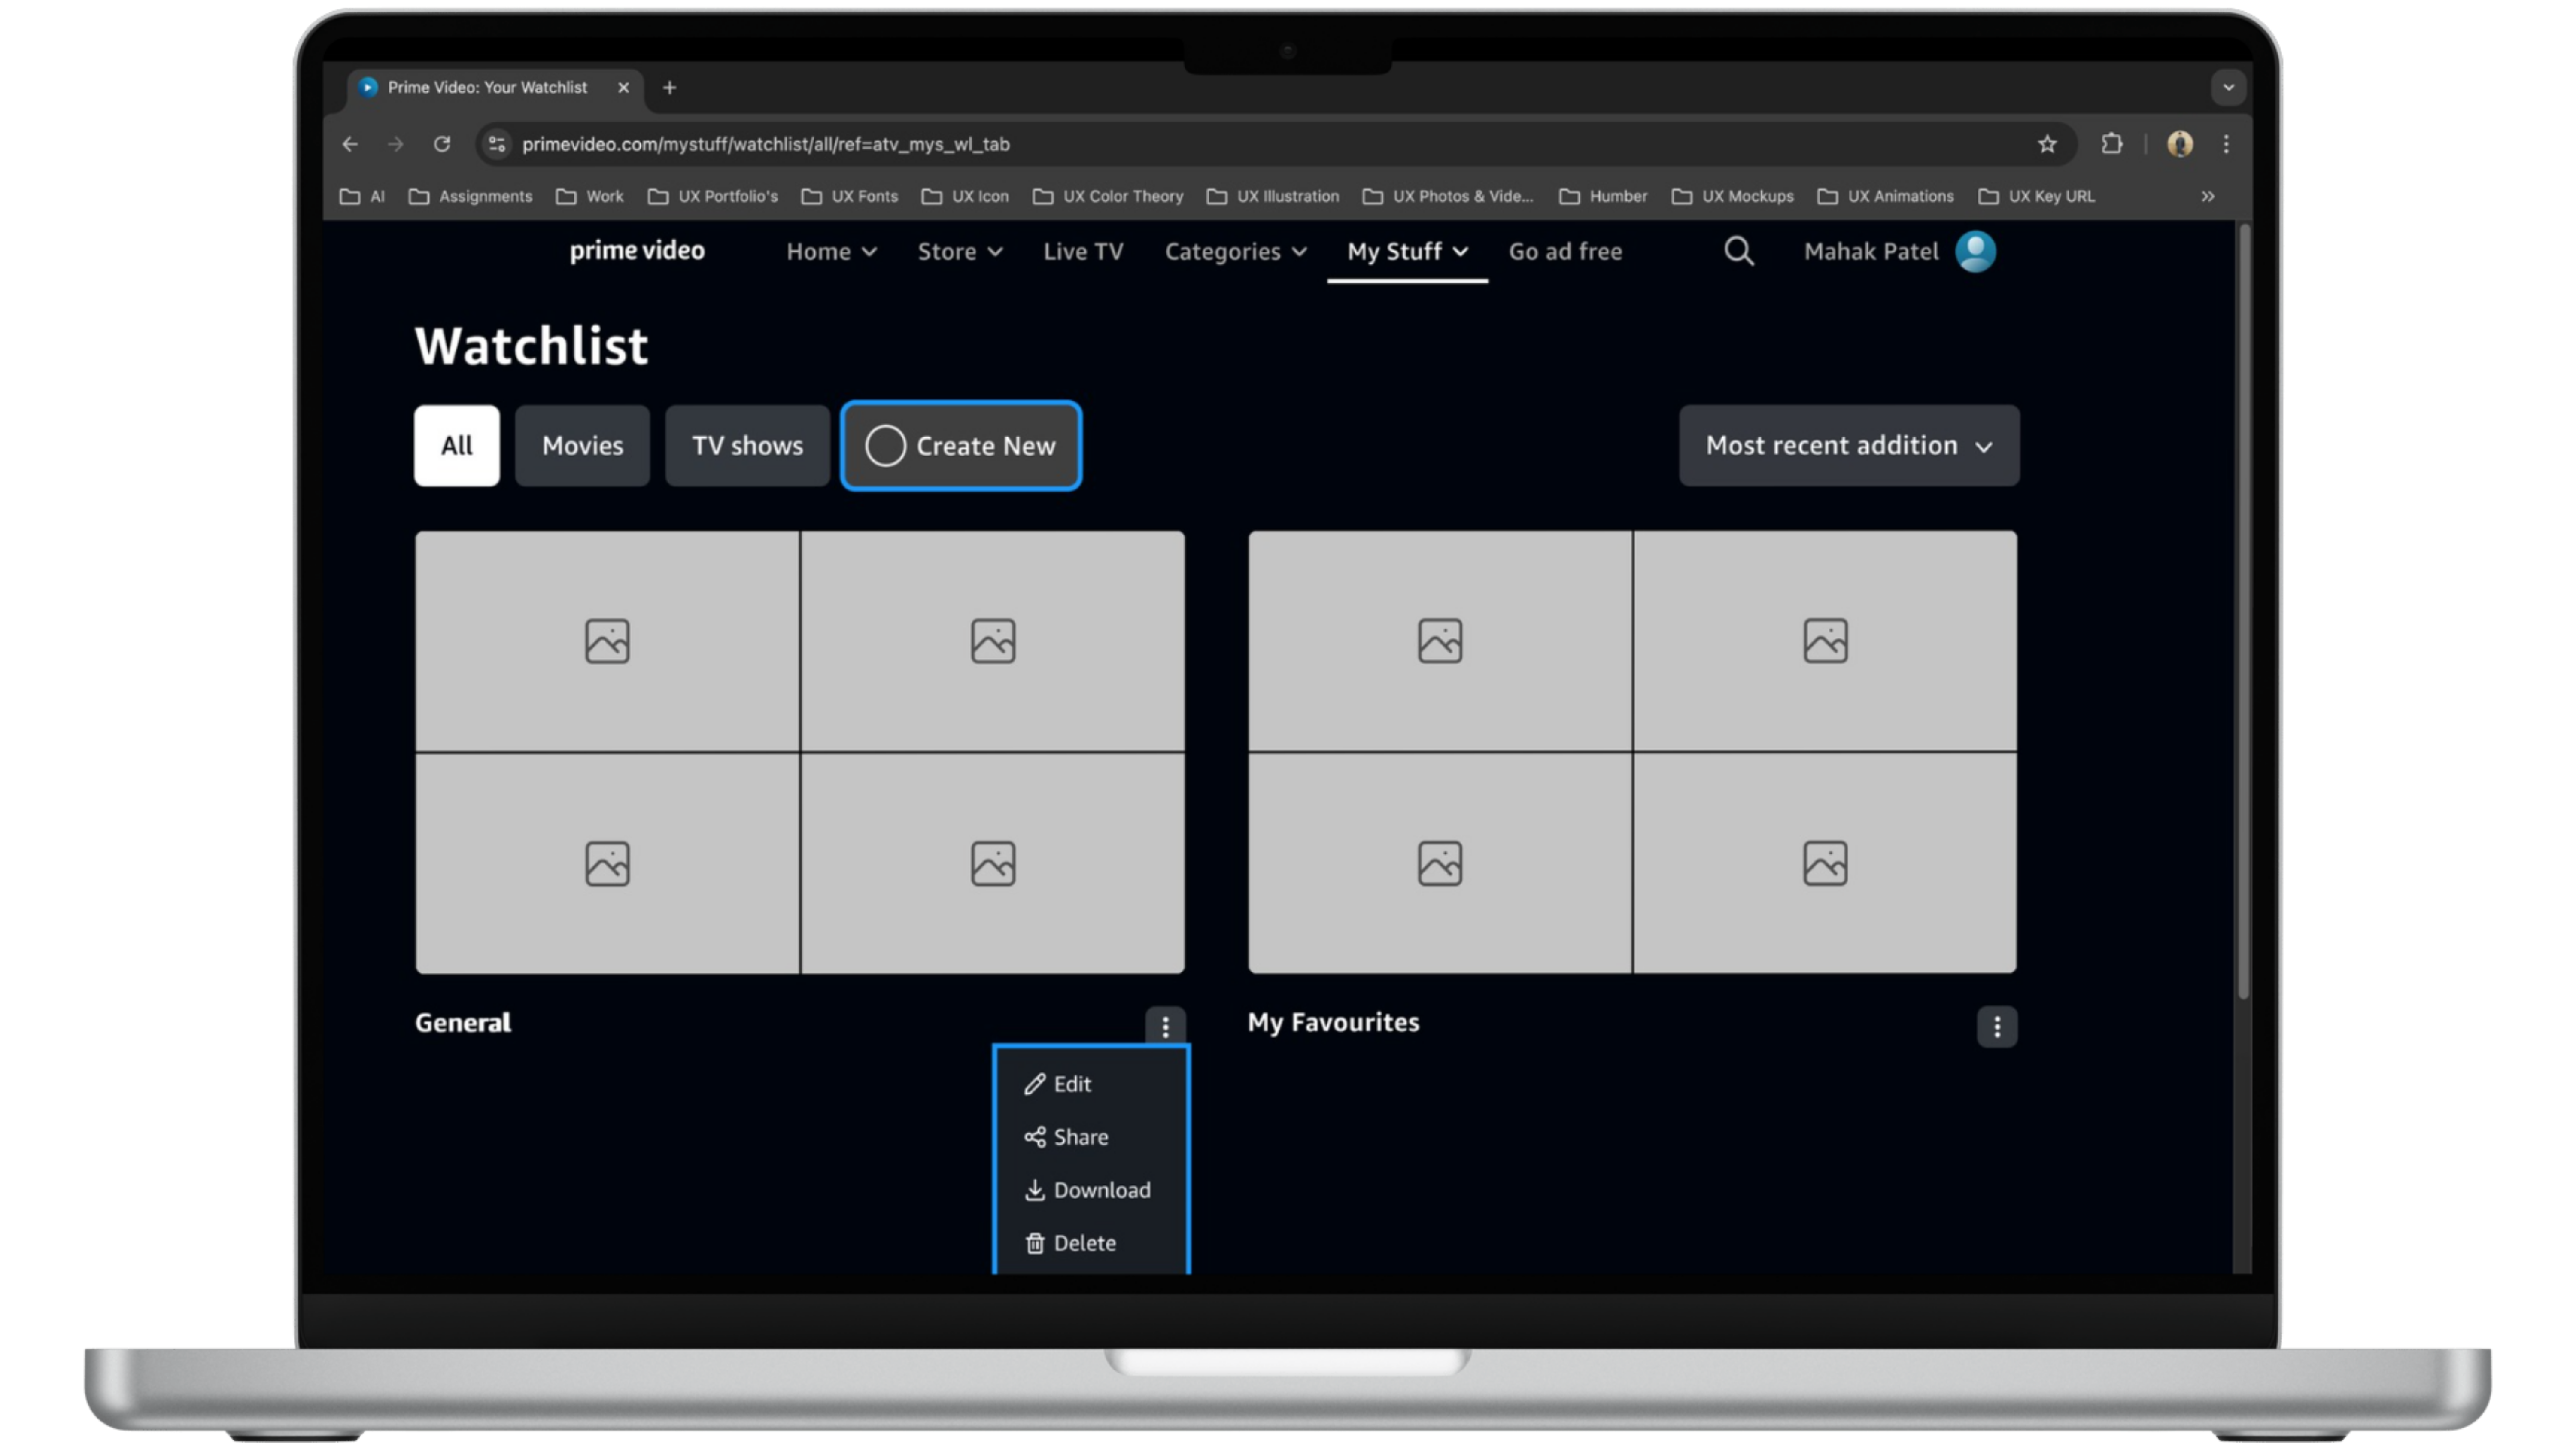 Prime Video: Your Watchlist
primevideo.com/mystuff/watchlist/all/ref=atv_mys_wl_tab
AI Assignments Work UX Portfolio's UX Fonts UX Icon UX Color Theory UX Illustration UX Photos & Vide... Humber UX Mockups UX Animations UX Key URL
prime video Home Store Live TV Categories My Stuff Go ad free Mahak Patel
Watchlist
All Movies TV shows Create New Most recent addition
General My Favourites
Edit
Share
Download
Delete